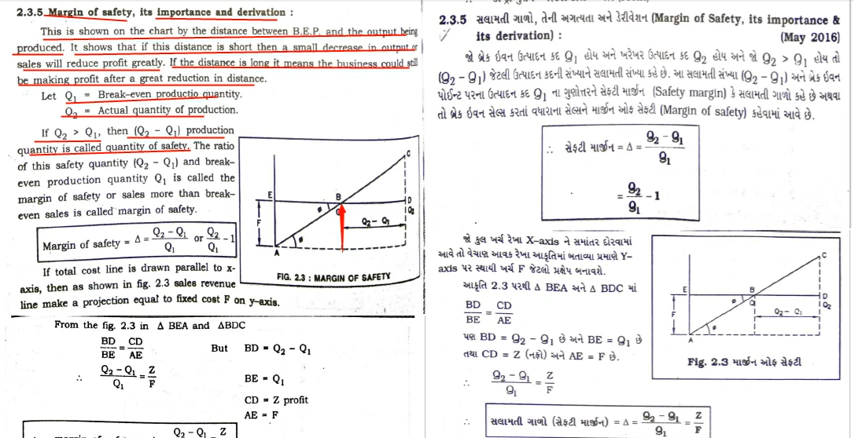 2.3.5 Margin of safety, its importance and derivation :
This is shown on the chart by the distance between B.E.P. and the output being
produced. It shows that if this distance is short then a small decrease in output or
sales will reduce profit greatly. If the distance is long it means the business could still
be making profit after a great reduction in distance.
Let Q₁ = Break-even productio quantity.
Q₂ = Actual quantity of production.
If Q₂ > Q₁, then (Q₂ – Q₁) production
quantity is called quantity of safety. The ratio
of this safety quantity (Q₂ – Q₁) and break-
even production quantity Q₁ is called the
margin of safety or sales more than break-
even sales is called margin of safety.
Margin of safety = Δ = (Q₂ – Q₁)/Q₁ or Q₂/Q₁ – 1
If total cost line is drawn parallel to x-
axis, then as shown in fig. 2.3 sales revenue
line make a projection equal to fixed cost F on y-axis.
E B C D Q₂ F A Q₂ – Q₁
FIG. 2.3 : MARGIN OF SAFETY
From the fig. 2.3 in Δ BEA and ΔBDC
BD/BE = CD/AE But BD = Q₂ – Q₁
∴ (Q₂ – Q₁)/Q₁ = Z/F BE = Q₁
CD = Z profit
AE = F
Q₂ – Q₁ Z
2.3.5 સલામતી ગાળો, તેની અગત્યતા અને ડેરીવેશન (Margin of Safety, its importance &
its derivation) : (May 2016)
જો બ્રેક ઇવન ઉત્પાદન કદ Q₁ હોય અને ખરેખર ઉત્પાદન કદ Q₂ હોય અને જો Q₂ > Q₁ હોય તો
(Q₂ – Q₁) જેટલી ઉત્પાદન કદની સંખ્યાને સલામતી સંખ્યા કહે છે. આ સલામતી સંખ્યા (Q₂ – Q₁) અને બ્રેક ઇવન
પોઈન્ટ પરના ઉત્પાદન કદ Q₁ ના ગુણોત્તરને સેફ્ટી માર્જીન (Safety margin) કે સલામતી ગાળો કહે છે અથવા
તો બ્રેક ઇવન સેલ્સ કરતાં વધારાના સેલ્સને માર્જીન ઓફ સેફ્ટી (Margin of safety) કહેવામાં આવે છે.
∴ સેફ્ટી માર્જીન = Δ = (Q₂ – Q₁)/Q₁
= Q₂/Q₁ – 1
જો કુલ ખર્ચ રેખા X-axis ને સમાંતર દોરવામાં
આવે તો વેચાણ આવક રેખા આકૃતિમાં બતાવ્યા પ્રમાણે Y-
axis પર સ્થાયી ખર્ચ F જેટલો પ્રક્ષેપ બનાવશે.
આકૃતિ 2.3 પરથી Δ BEA અને Δ BDC માં
BD/BE = CD/AE
પણ BD = Q₂ – Q₁ છે અને BE = Q₁ છે
તથા CD = Z (નફો) અને AE = F છે.
∴ (Q₂ – Q₁)/Q₁ = Z/F
E B C D Q₁ Q₂ F A Q₂ – Q₁
Fig. 2.3 માર્જીન ઓફ સેફ્ટી
∴ સલામતી ગાળો (સેફ્ટી માર્જીન) = Δ = (Q₂ – Q₁)/Q₁ = Z/F